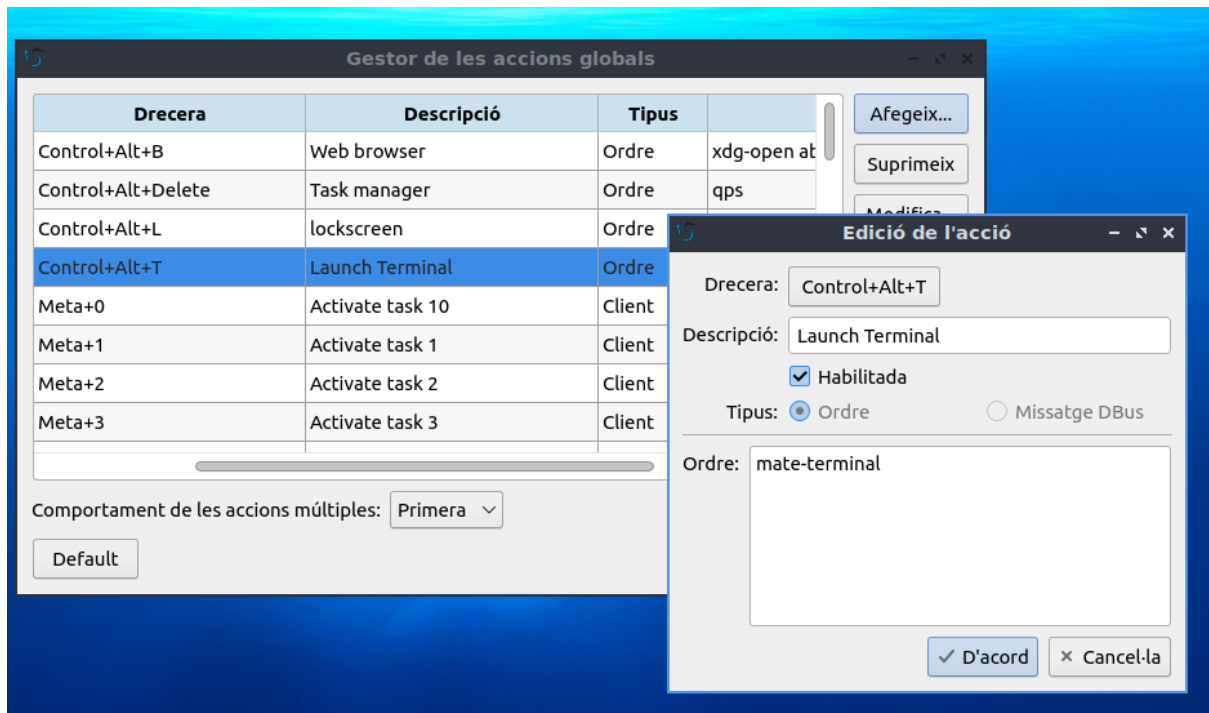 Gestor de les accions globals
Drecera Descripció Tipus
Afegeix...
Control+Alt+B Web browser Ordre xdg-open ab
Suprimeix
Control+Alt+Delete Task manager Ordre qps
Modifica...
Control+Alt+L lockscreen Ordre
Control+Alt+T Launch Terminal Ordre
Meta+0 Activate task 10 Client
Meta+1 Activate task 1 Client
Meta+2 Activate task 2 Client
Meta+3 Activate task 3 Client
Comportament de les accions múltiples: Primera
Default
Edició de l'acció
Drecera: Control+Alt+T
Descripció: Launch Terminal
Habilitada
Tipus: Ordre Missatge DBus
Ordre: mate-terminal
D'acord Cancel·la